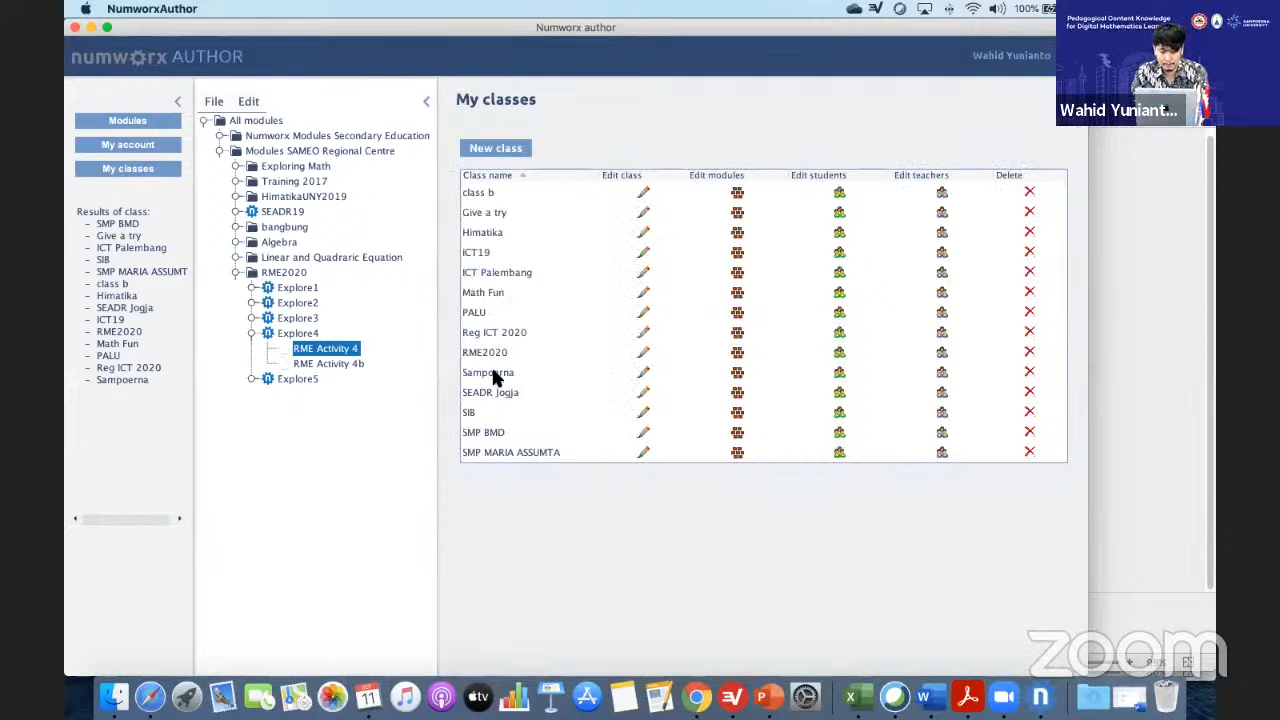 NumworxAuthor
100%
Numworx author
numworx AUTHOR
Wahid Yunianto
Pedagogical Content Knowledge
for Digital Mathematics Lear
SAMPOERNA
UNIVERSITY
Wahid Yuniant...
Modules
My account
My classes
Results of class:
– SMP BMD
– Give a try
– ICT Palembang
– SIB
– SMP MARIA ASSUMT
– class b
– Himatika
– SEADR Jogja
– ICT19
– RME2020
– Math Fun
– PALU
– Reg ICT 2020
– Sampoerna
File Edit
All modules
Numworx Modules Secondary Education
Modules SAMEO Regional Centre
Exploring Math
Training 2017
HimatikaUNY2019
SEADR19
bangbung
Algebra
Linear and Quadraric Equation
RME2020
Explore1
Explore2
Explore3
Explore4
RME Activity 4
RME Activity 4b
Explore5
My classes
New class
Class name Edit class Edit modules Edit students Edit teachers Delete
class b
Give a try
Himatika
ICT19
ICT Palembang
Math Fun
PALU
Reg ICT 2020
RME2020
Sampoerna
SEADR Jogja
SIB
SMP BMD
SMP MARIA ASSUMTA
zoom
tv